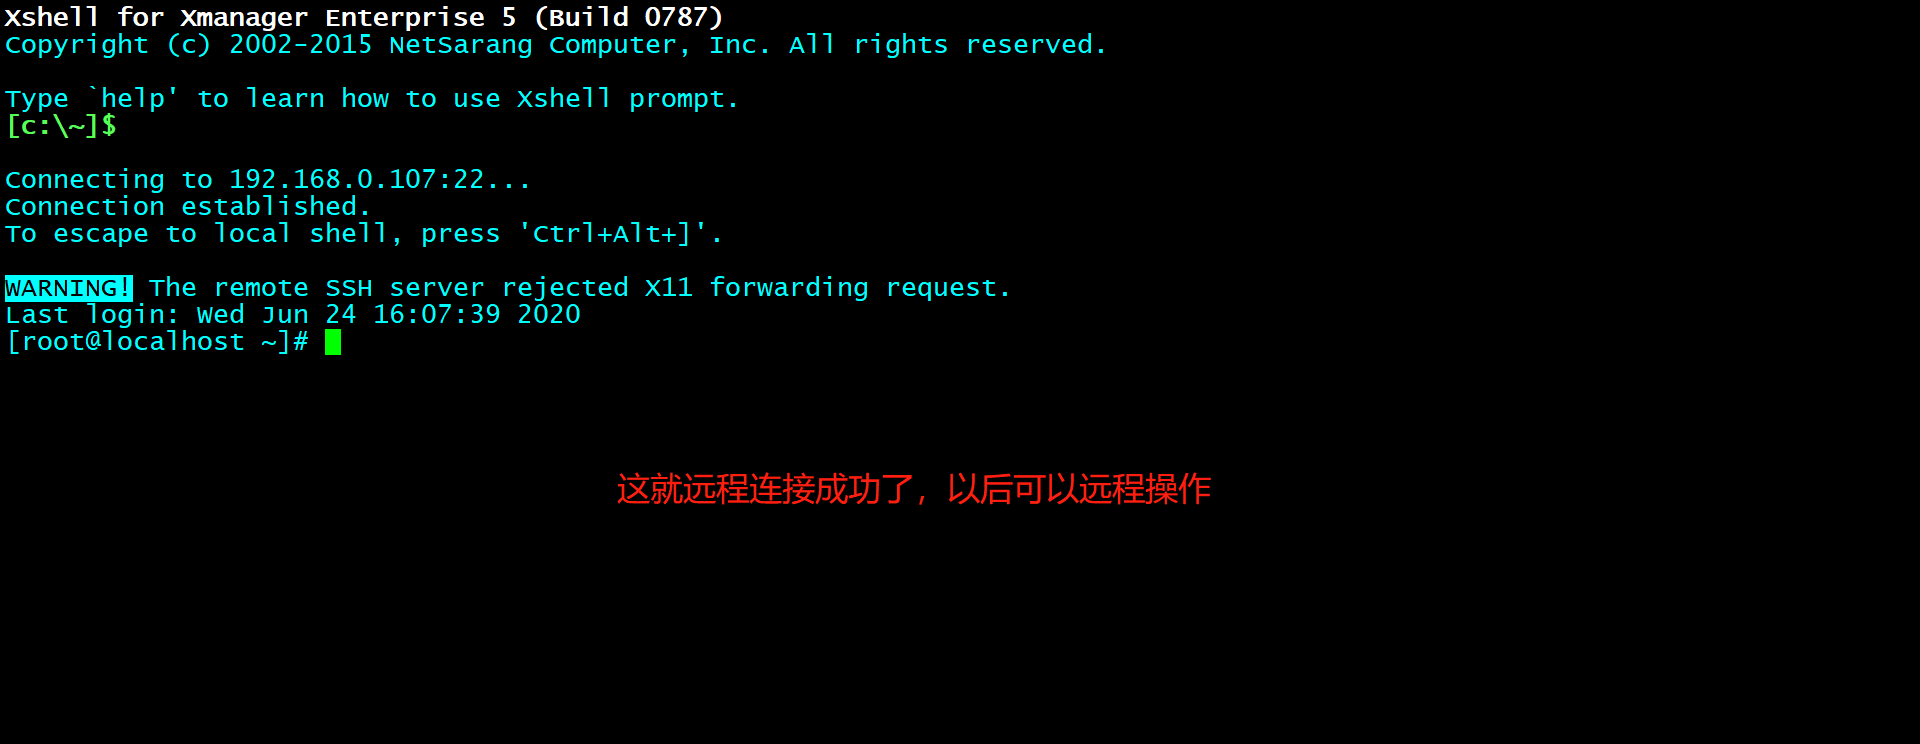 Xshell for Xmanager Enterprise 5 (Build 0787)
Copyright (c) 2002-2015 NetSarang Computer, Inc. All rights reserved.
Type `help' to learn how to use Xshell prompt.
[c:\~]$
Connecting to 192.168.0.107:22...
Connection established.
To escape to local shell, press 'Ctrl+Alt+]'.
WARNING! The remote SSH server rejected X11 forwarding request.
Last login: Wed Jun 24 16:07:39 2020
[root@localhost ~]#
这就远程连接成功了，以后可以远程操作